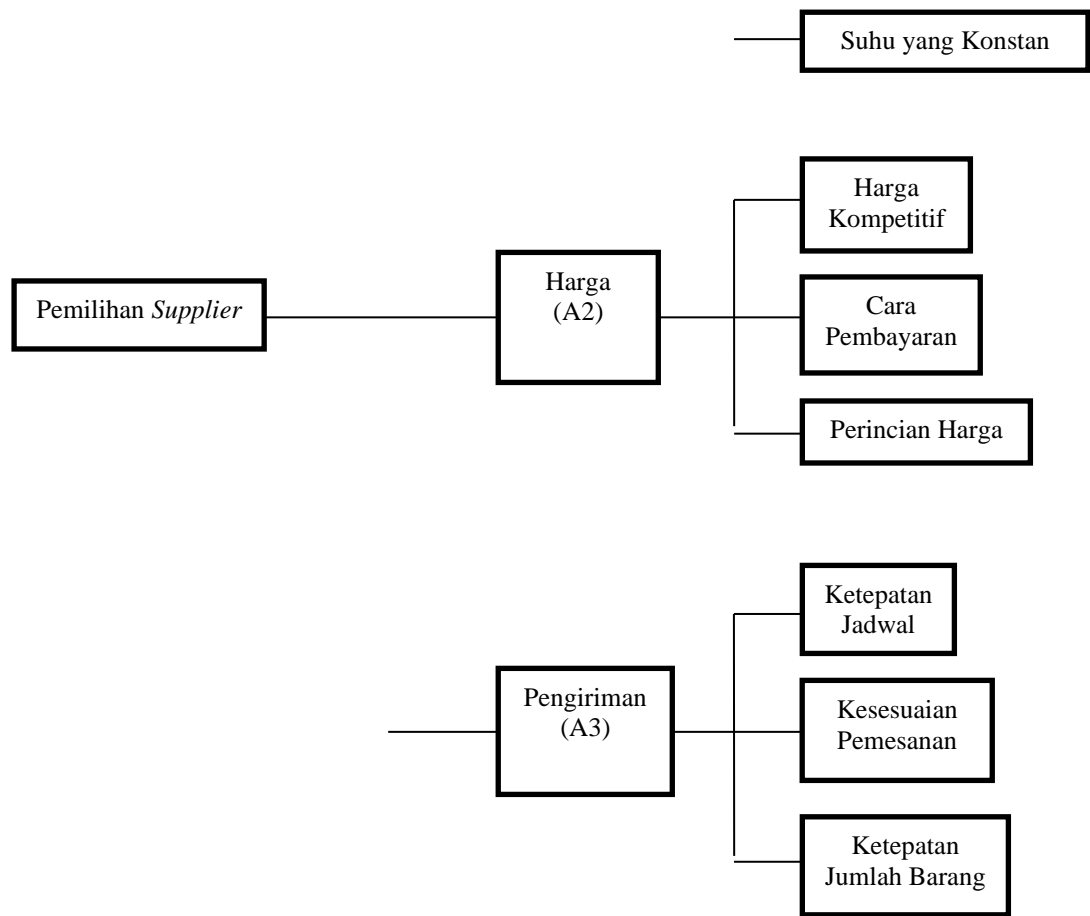 Suhu yang Konstan
Harga
Kompetitif
Harga
(A2)
Pemilihan Supplier
Cara
Pembayaran
Perincian Harga
Ketepatan
Jadwal
Pengiriman
(A3)
Kesesuaian
Pemesanan
Ketepatan
Jumlah Barang